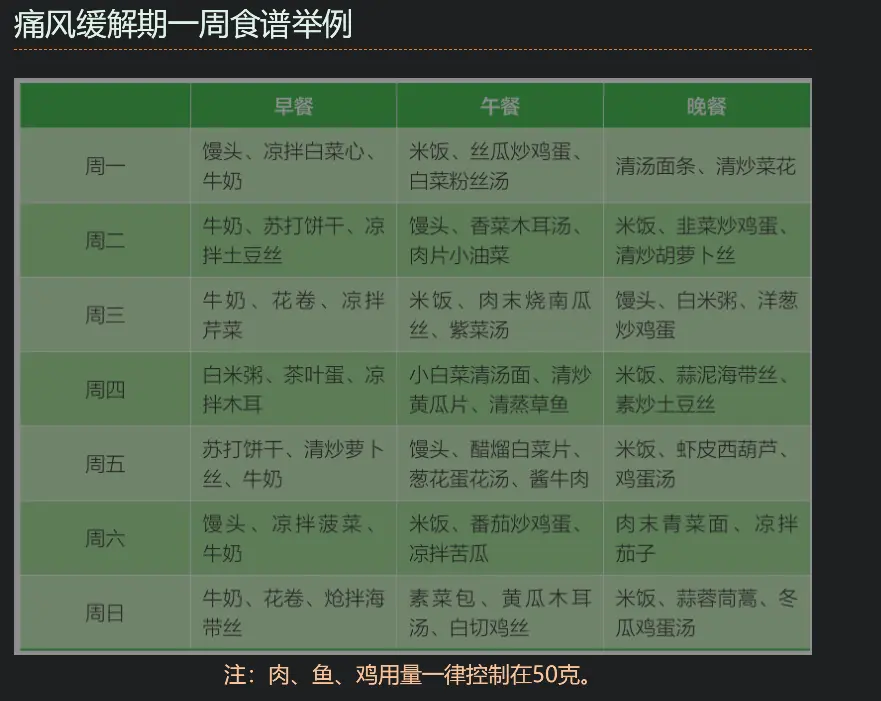 痛风缓解期一周食谱举例
早餐 午餐 晚餐
周一
馒头、凉拌白菜心、
牛奶
米饭、丝瓜炒鸡蛋、
白菜粉丝汤
清汤面条、清炒菜花
周二
牛奶、苏打饼干、凉
拌土豆丝
馒头、香菜木耳汤、
肉片小油菜
米饭、韭菜炒鸡蛋、
清炒胡萝卜丝
周三
牛奶、花卷、凉拌
芹菜
米饭、肉末烧南瓜
丝、紫菜汤
馒头、白米粥、洋葱
炒鸡蛋
周四
白米粥、茶叶蛋、凉
拌木耳
小白菜清汤面、清炒
黄瓜片、清蒸草鱼
米饭、蒜泥海带丝、
素炒土豆丝
周五
苏打饼干、清炒萝卜
丝、牛奶
馒头、醋熘白菜片、
葱花蛋花汤、酱牛肉
米饭、虾皮西葫芦、
鸡蛋汤
周六
馒头、凉拌菠菜、
牛奶
米饭、番茄炒鸡蛋、
凉拌苦瓜
肉末青菜面、凉拌
茄子
周日
牛奶、花卷、炝拌海
带丝
素菜包、黄瓜木耳
汤、白切鸡丝
米饭、蒜蓉茼蒿、冬
瓜鸡蛋汤
注：肉、鱼、鸡用量一律控制在50克。